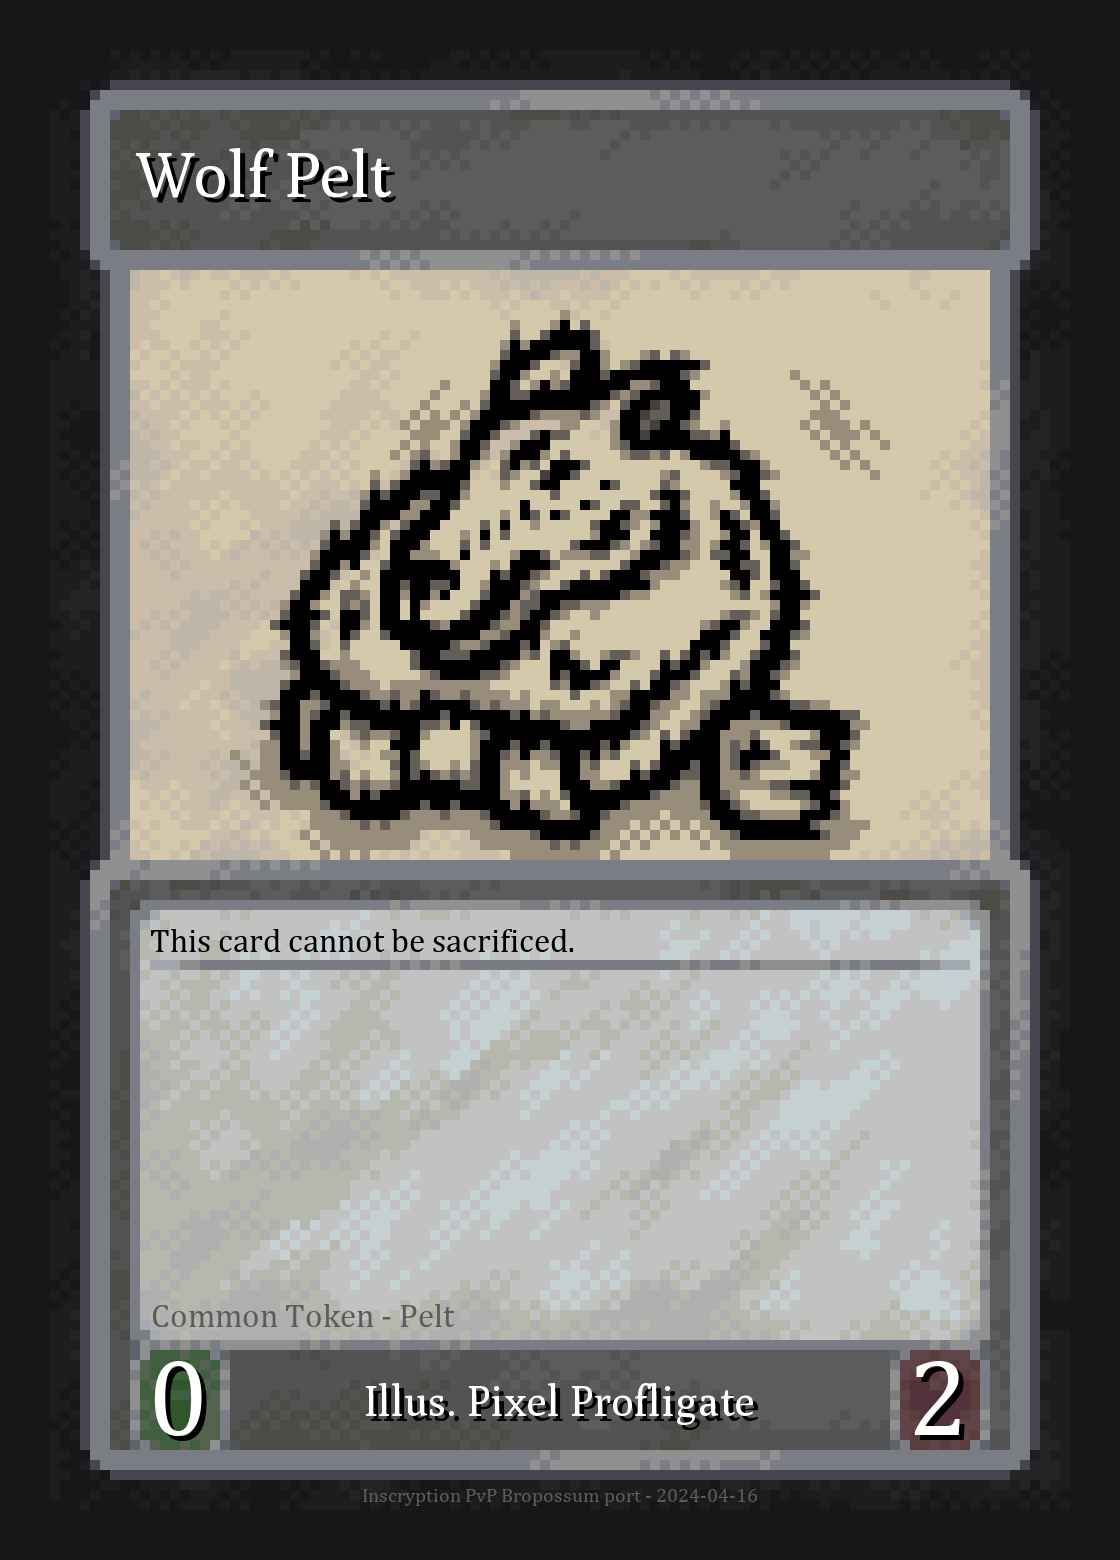 Wolf Pelt
This card cannot be sacrificed.
Common Token - Pelt
0
Illus. Pixel Profligate
2
Inscryption PvP Bropossum port - 2024-04-16